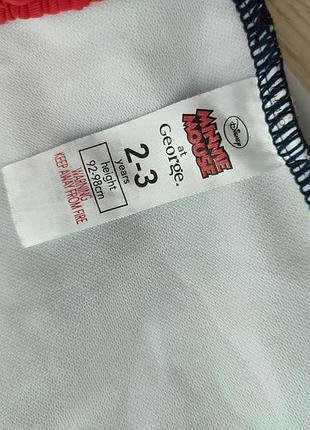 Disney
MINNIE
MOUSE
at
George.
2-3
years
height
92-98cm
WARNING
KEEP AWAY FROM FIRE